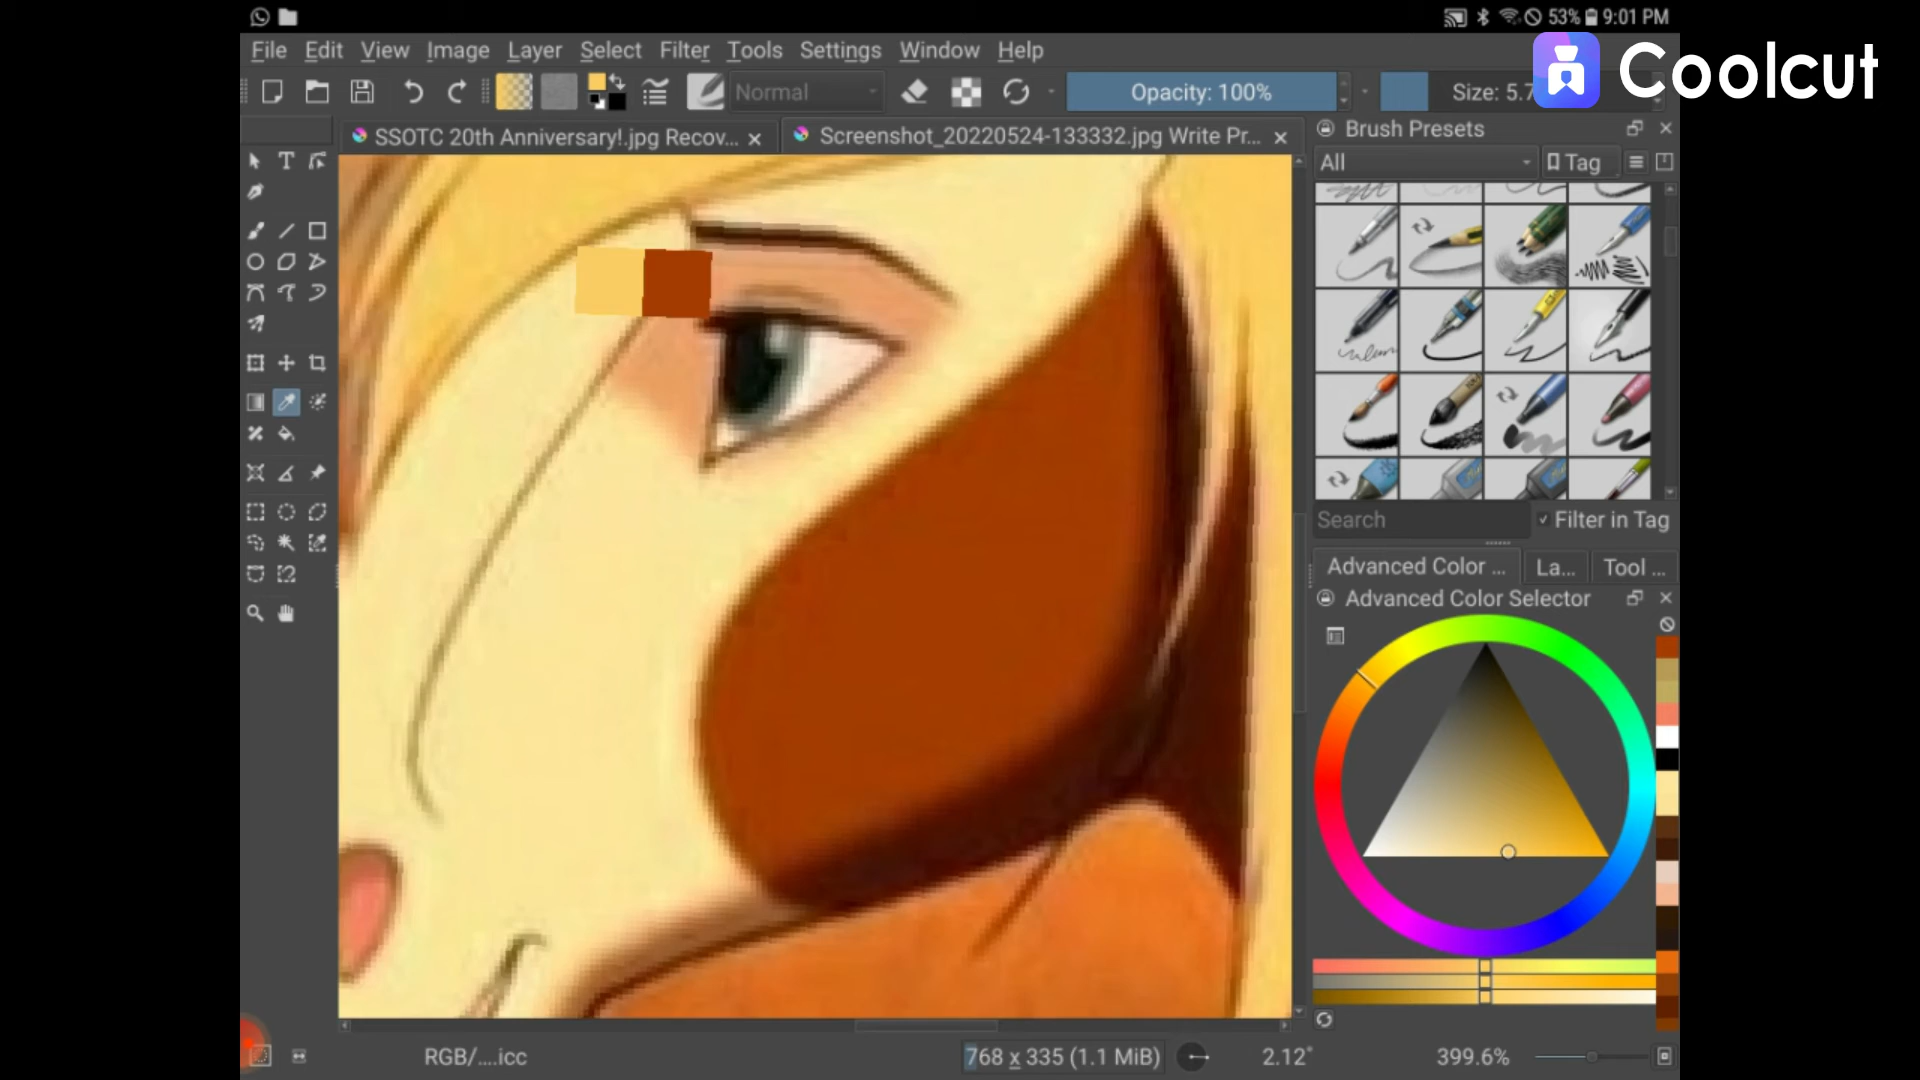 53% 9:01 PM
File Edit View Image Layer Select Filter Tools Settings Window Help
Coolcut
Normal Opacity: 100% Size: 5.7
SSOTC 20th Anniversary!.jpg Recov... Screenshot_20220524-133332.jpg Write Pr... Brush Presets
All Tag
Search Filter in Tag
Advanced Color ... La... Tool ...
Advanced Color Selector
RGB/....icc 768 x 335 (1.1 MiB) 2.12° 399.6%